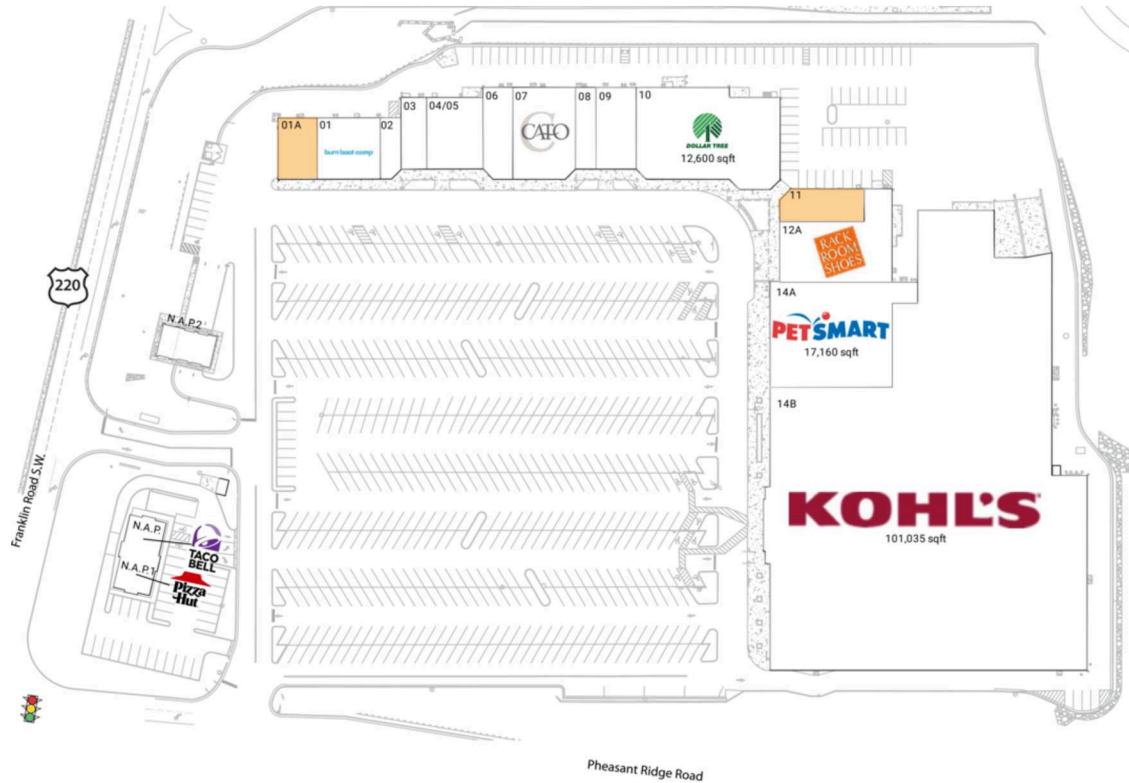 01A
01
burn boot camp
02
03
04/05
06
07
CATO
08
09
10
DOLLAR TREE
12,600 sqft
11
12A
RACK
ROOM
SHOES
14A
PETSMART
17,160 sqft
14B
KOHL'S
101,035 sqft
220
N.A.P.2
Franklin Road S.W.
N.A.P.
N.A.P.1
TACO
BELL
Pizza
Hut
Pheasant Ridge Road